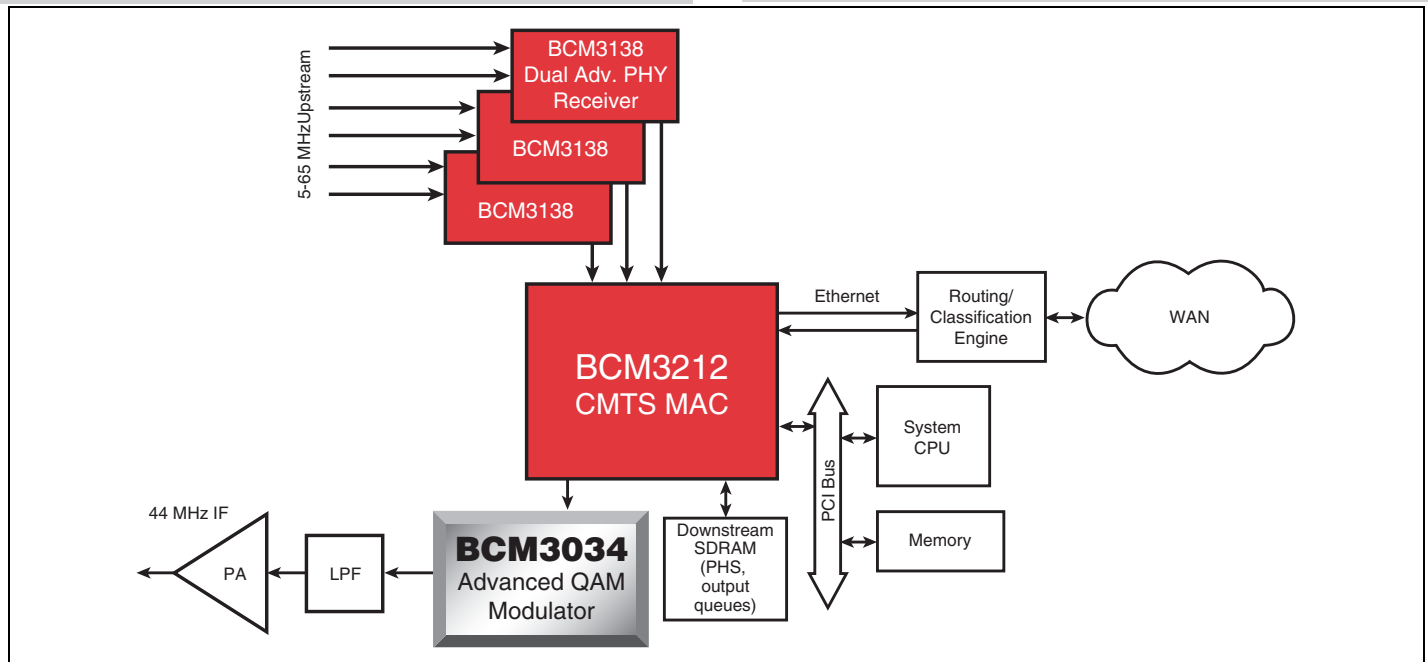 BCM3138
Dual Adv. PHY
Receiver
BCM3138
BCM3138
5-65 MHzUpstream
BCM3212
CMTS MAC
Ethernet
Routing/
Classification
Engine
WAN
PCI Bus
System
CPU
Memory
Downstream
SDRAM
(PHS,
output
queues)
BCM3034
Advanced QAM
Modulator
LPF
PA
44 MHz IF